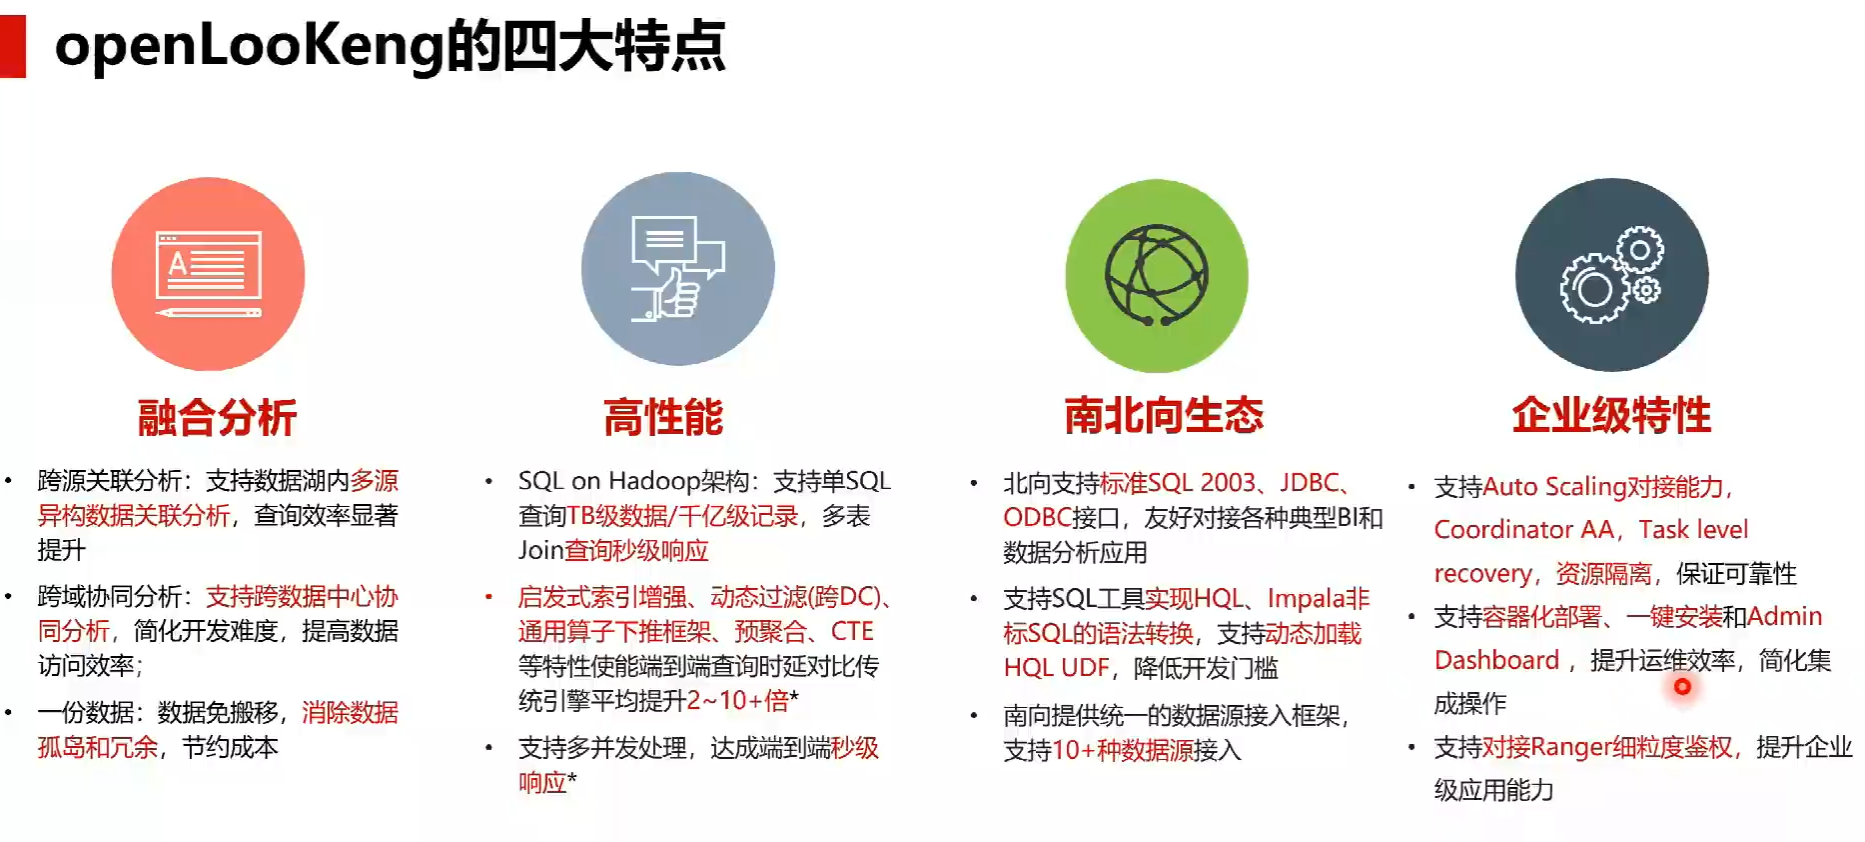 openLooKeng的四大特点
A
融合分析
• 跨源关联分析：支持数据湖内多源
异构数据关联分析，查询效率显著
提升
• 跨域协同分析：支持跨数据中心协
同分析，简化开发难度，提高数据
访问效率；
• 一份数据：数据免搬移，消除数据
孤岛和冗余，节约成本
高性能
• SQL on Hadoop架构：支持单SQL
查询TB级数据/千亿级记录，多表
Join查询秒级响应
• 启发式索引增强、动态过滤(跨DC)、
通用算子下推框架、预聚合、CTE
等特性使能端到端查询时延对比传
统引擎平均提升2~10+倍*
• 支持多并发处理，达成端到端秒级
响应*
南北向生态
• 北向支持标准SQL 2003、JDBC、
ODBC接口，友好对接各种典型BI和
数据分析应用
• 支持SQL工具实现HQL、Impala非
标SQL的语法转换，支持动态加载
HQL UDF，降低开发门槛
• 南向提供统一的数据源接入框架，
支持10+种数据源接入
企业级特性
• 支持Auto Scaling对接能力，
Coordinator AA，Task level
recovery，资源隔离，保证可靠性
• 支持容器化部署、一键安装和Admin
Dashboard ，提升运维效率，简化集
成操作
• 支持对接Ranger细粒度鉴权，提升企业
级应用能力